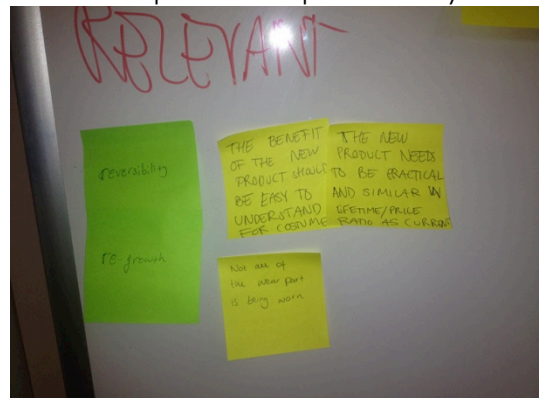 RELEVANT
reversibility
re-growth
THE BENEFIT
OF THE NEW
PRODUCT SHOULD
BE EASY TO
UNDERSTAND
FOR COSTUME
THE NEW
PRODUCT NEEDS
TO BE PRACTICAL
AND SIMILAR IN
LIFETIME/PRICE
RATIO AS CURRENT
Not all of
the wear part
is being worn